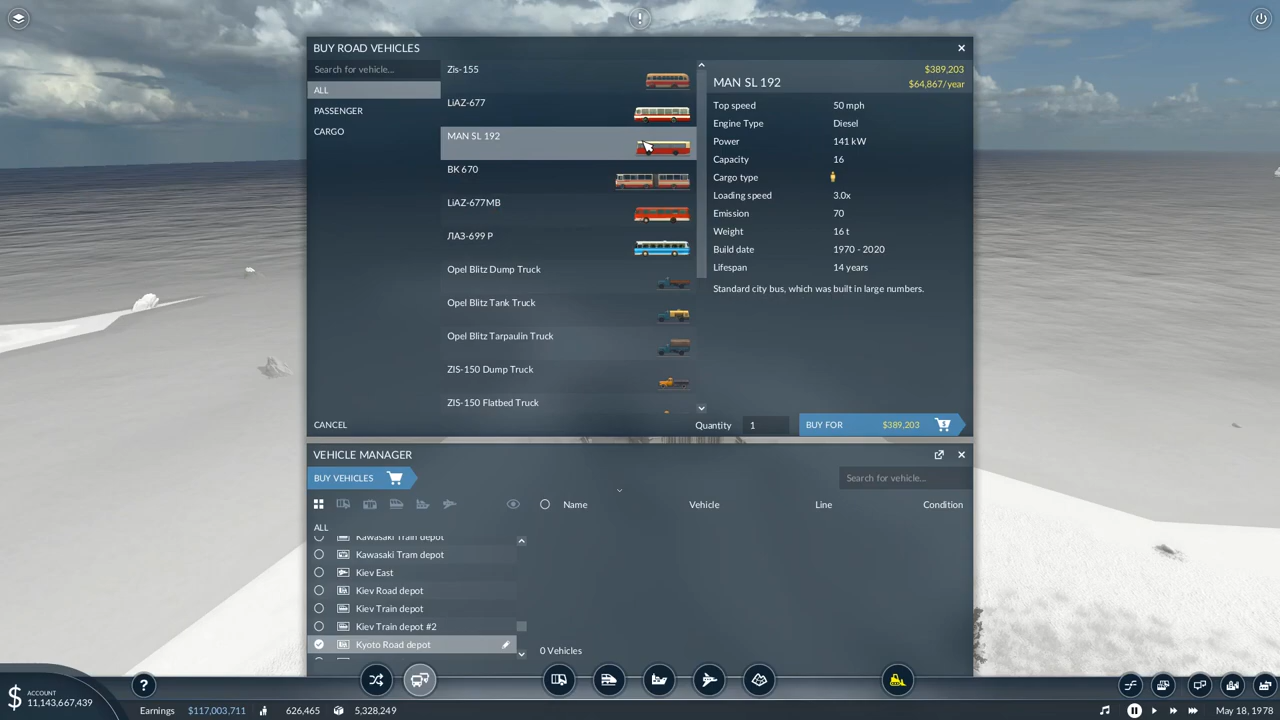 BUY ROAD VEHICLES
Search for vehicle...
ALL
PASSENGER
CARGO
Zis-155
LiAZ-677
MAN SL 192
BK 670
LiAZ-677MB
ЛАЗ-699 Р
Opel Blitz Dump Truck
Opel Blitz Tank Truck
Opel Blitz Tarpaulin Truck
ZIS-150 Dump Truck
ZIS-150 Flatbed Truck
$389,203
MAN SL 192
$64,867/year
Top speed 50 mph
Engine Type Diesel
Power 141 kW
Capacity 16
Cargo type
Loading speed 3.0x
Emission 70
Weight 16 t
Build date 1970 - 2020
Lifespan 14 years
Standard city bus, which was built in large numbers.
CANCEL
Quantity 1
BUY FOR $389,203
VEHICLE MANAGER
BUY VEHICLES
Search for vehicle...
Name Vehicle Line Condition
ALL
Kawasaki Train depot
Kawasaki Tram depot
Kiev East
Kiev Road depot
Kiev Train depot
Kiev Train depot #2
Kyoto Road depot
0 Vehicles
$ ACCOUNT
11,143,667,439
?
Earnings $117,003,711 626,465 5,328,249
May 18, 1978